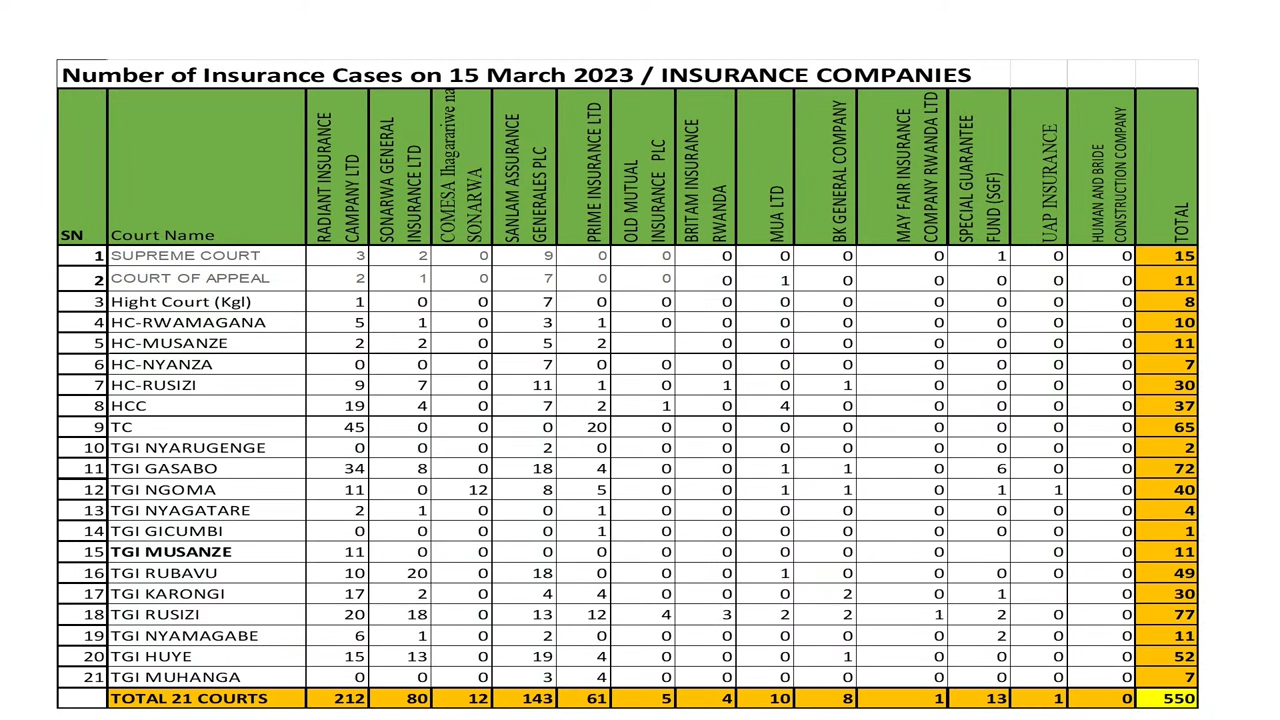 Number of Insurance Cases on 15 March 2023 / INSURANCE COMPANIES
SN Court Name RADIANT INSURANCE CAMPANY LTD SONARWA GENERAL INSURANCE LTD COMESA Ihagarariwe na SONARWA SANLAM ASSURANCE GENERALES PLC PRIME INSURANCE LTD OLD MUTUAL INSURANCE PLC BRITAM INSURANCE RWANDA MUA LTD BK GENERAL COMPANY MAY FAIR INSURANCE COMPANY RWANDA LTD SPECIAL GUARANTEE FUND (SGF) UAP INSURANCE HUMAN AND BRIDE CONSTRUCTION COMPANY TOTAL
1 SUPREME COURT 3 2 0 9 0 0 0 0 0 0 1 0 0 15
2 COURT OF APPEAL 2 1 0 7 0 0 0 1 0 0 0 0 0 11
3 Hight Court (Kgl) 1 0 0 7 0 0 0 0 0 0 0 0 0 8
4 HC-RWAMAGANA 5 1 0 3 1 0 0 0 0 0 0 0 0 10
5 HC-MUSANZE 2 2 0 5 2 0 0 0 0 0 0 0 11
6 HC-NYANZA 0 0 0 7 0 0 0 0 0 0 0 0 0 7
7 HC-RUSIZI 9 7 0 11 1 0 1 0 1 0 0 0 0 30
8 HCC 19 4 0 7 2 1 0 4 0 0 0 0 0 37
9 TC 45 0 0 0 20 0 0 0 0 0 0 0 0 65
10 TGI NYARUGENGE 0 0 0 2 0 0 0 0 0 0 0 0 0 2
11 TGI GASABO 34 8 0 18 4 0 0 1 1 0 6 0 0 72
12 TGI NGOMA 11 0 12 8 5 0 0 1 1 0 1 1 0 40
13 TGI NYAGATARE 2 1 0 0 1 0 0 0 0 0 0 0 0 4
14 TGI GICUMBI 0 0 0 0 1 0 0 0 0 0 0 0 0 1
15 TGI MUSANZE 11 0 0 0 0 0 0 0 0 0 0 0 11
16 TGI RUBAVU 10 20 0 18 0 0 0 1 0 0 0 0 0 49
17 TGI KARONGI 17 2 0 4 4 0 0 0 2 0 1 0 30
18 TGI RUSIZI 20 18 0 13 12 4 3 2 2 1 2 0 0 77
19 TGI NYAMAGABE 6 1 0 2 0 0 0 0 0 0 2 0 0 11
20 TGI HUYE 15 13 0 19 4 0 0 0 1 0 0 0 0 52
21 TGI MUHANGA 0 0 0 3 4 0 0 0 0 0 0 0 0 7
TOTAL 21 COURTS 212 80 12 143 61 5 4 10 8 1 13 1 0 550